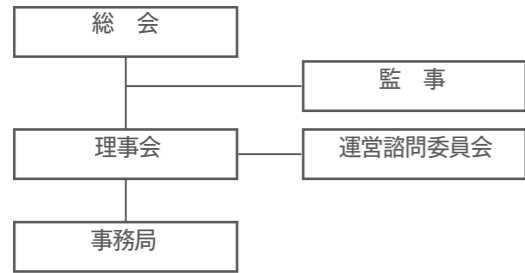 総　会
監　事
理事会
運営諮問委員会
事務局